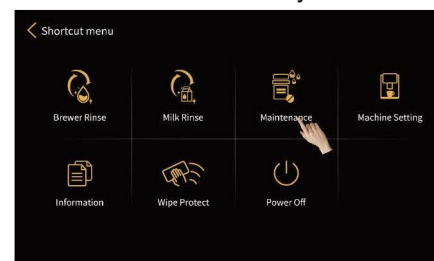 Shortcut menu
Brewer Rinse
Milk Rinse
Maintenance
Machine Setting
Information
Wipe Protect
Power Off